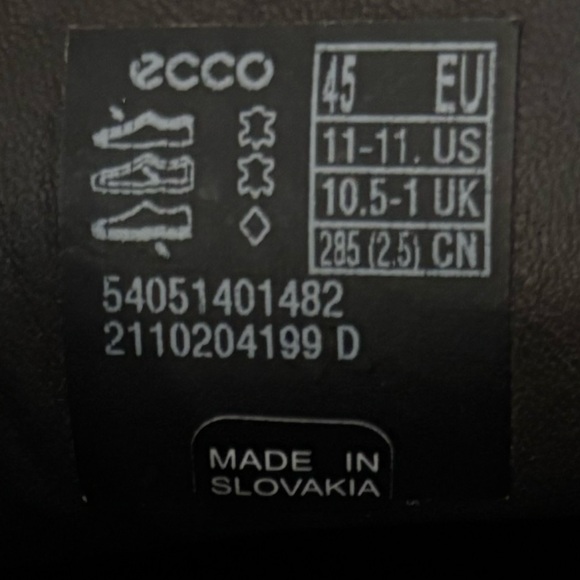 ecco
45 EU
11-11. US
10.5-1 UK
285 (2.5) CN
54051401482
2110204199 D
MADE IN
SLOVAKIA